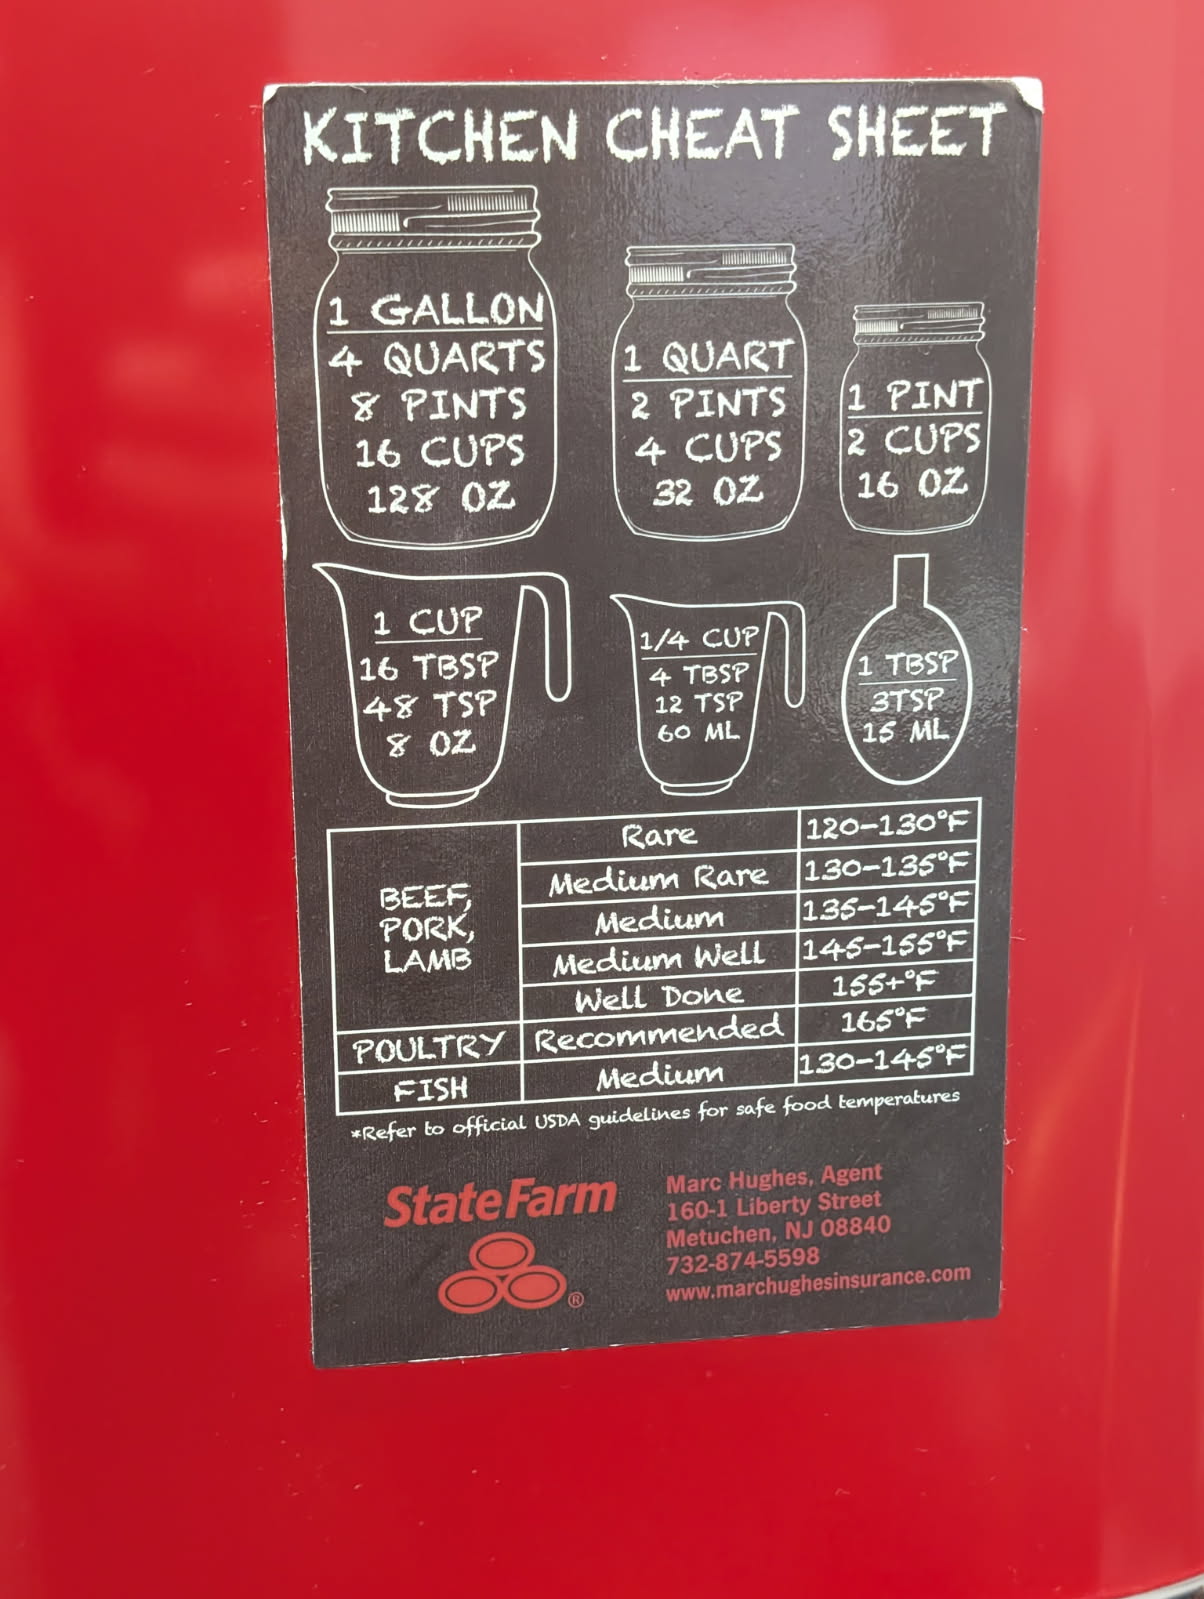 KITCHEN CHEAT SHEET
1 GALLON
4 QUARTS
8 PINTS
16 CUPS
128 OZ
1 QUART
2 PINTS
4 CUPS
32 OZ
1 PINT
2 CUPS
16 OZ
1 CUP
16 TBSP
48 TSP
8 OZ
1/4 CUP
4 TBSP
12 TSP
60 ML
1 TBSP
3TSP
15 ML
BEEF,
PORK,
LAMB
Rare 120-130°F
Medium Rare 130-135°F
Medium 135-145°F
Medium Well 145-155°F
Well Done 155+°F
POULTRY Recommended 165°F
FISH Medium 130-145°F
*Refer to official USDA guidelines for safe food temperatures
State Farm
®
Marc Hughes, Agent
160-1 Liberty Street
Metuchen, NJ 08840
732-874-5598
www.marchughesinsurance.com